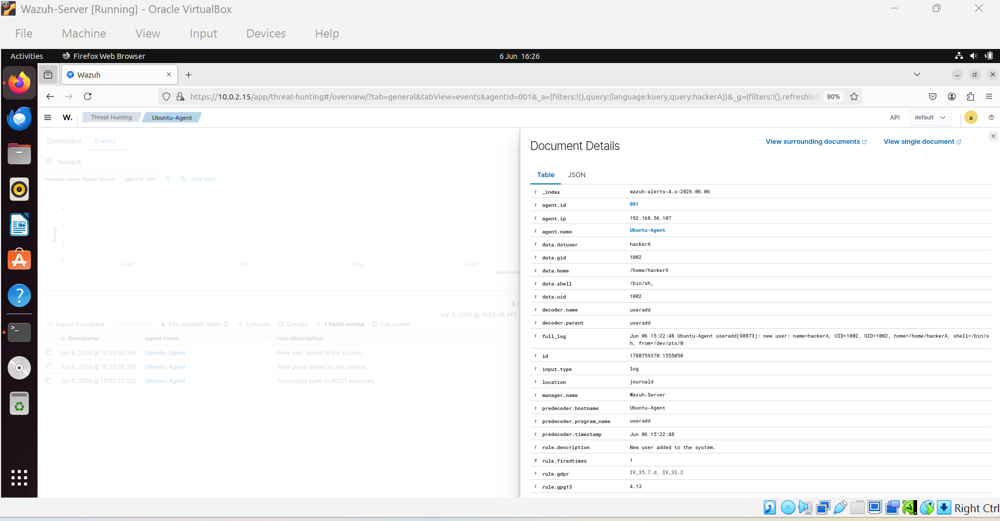 Wazuh-Server [Running] - Oracle VirtualBox
File Machine View Input Devices Help
Activities Firefox Web Browser 6 Jun 16:26
Wazuh
https://10.0.2.15/app/threat-hunting#/overview/?tab=general&tabView=events&agentId=001&_a=(filters:!(),query:(language:kuery,query:hackerA))&_g=(filters:!(),refreshInt 80%
W. Threat Hunting Ubuntu-Agent API default a
Dashboard Events
hackerA
manager.name: Wazuh-Server agent.id: 001 Add filter
Count
3
2
1
0
18:00 21:00 00:00 03:00
timestamp
3 h
Jun 5, 2026 @ 16:25:39.247 -
Export Formatted Reset view 639 available fields Columns Density 1 fields sorted Full screen
timestamp agent.name rule.description
Jun 6, 2026 @ 16:22:50.340 Ubuntu-Agent New user added to the system.
Jun 6, 2026 @ 16:22:50.338 Ubuntu-Agent New group added to the system.
Jun 6, 2026 @ 16:22:50.332 Ubuntu-Agent Successful sudo to ROOT executed.
Document Details View surrounding documents View single document
Table JSON
t _index wazuh-alerts-4.x-2026.06.06
t agent.id 001
t agent.ip 192.168.56.107
t agent.name Ubuntu-Agent
t data.dstuser hackerA
t data.gid 1002
t data.home /home/hackerA
t data.shell /bin/sh,
t data.uid 1002
t decoder.name useradd
t decoder.parent useradd
t full_log Jun 06 15:22:48 Ubuntu-Agent useradd[98873]: new user: name=hackerA, UID=1002, GID=1002, home=/home/hackerA, shell=/bin/s
h, from=/dev/pts/0
t id 1780759370.1555050
t input.type log
t location journald
t manager.name Wazuh-Server
t predecoder.hostname Ubuntu-Agent
t predecoder.program_name useradd
t predecoder.timestamp Jun 06 15:22:48
t rule.description New user added to the system.
# rule.firedtimes 1
t rule.gdpr IV_35.7.d, IV_32.2
t rule.gpg13 4.13
Right Ctrl